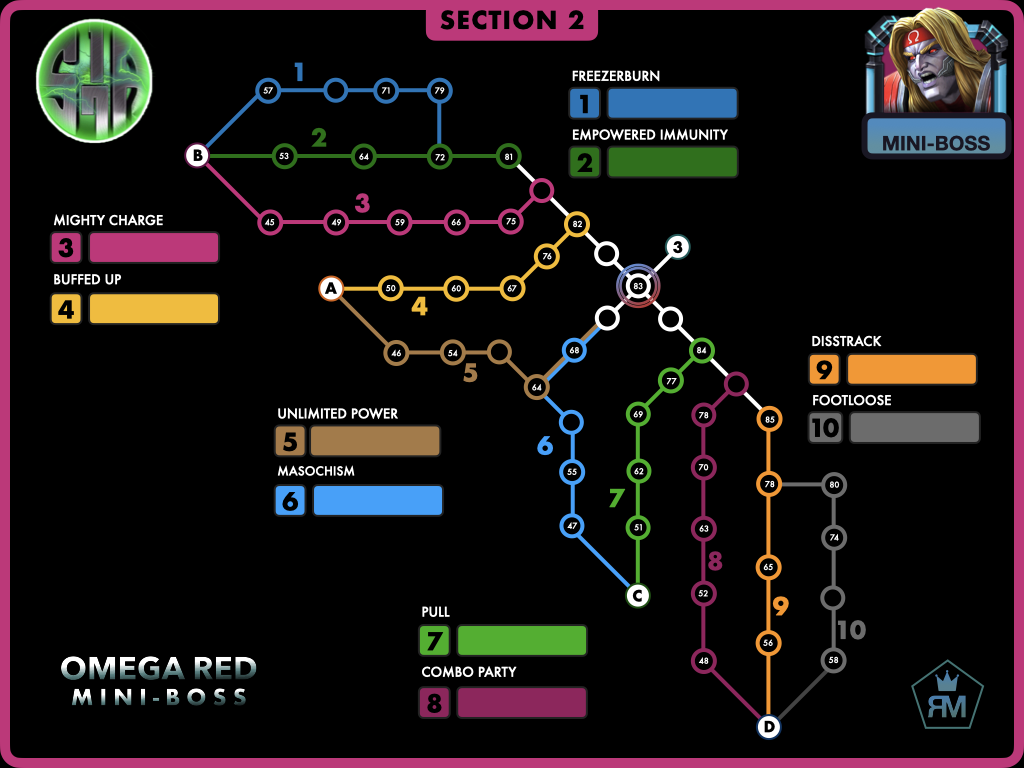 SECTION 2
MINI-BOSS
FREEZERBURN
1
EMPOWERED IMMUNITY
2
MIGHTY CHARGE
3
BUFFED UP
4
1
57 71 79
B
2
53 64 72 81
3
45 49 59 66 75
82
76
3
83
A
50 60 67
4
46 54
5
64
68
84
77
DISSTRACK
9
FOOTLOOSE
10
UNLIMITED POWER
5
MASOCHISM
6
6
55
47
69
62
7
51
C
78
70
63
8
52
48
85
78
65
9
56
80
74
10
58
D
PULL
7
COMBO PARTY
8
OMEGA RED
MINI-BOSS
ЯM